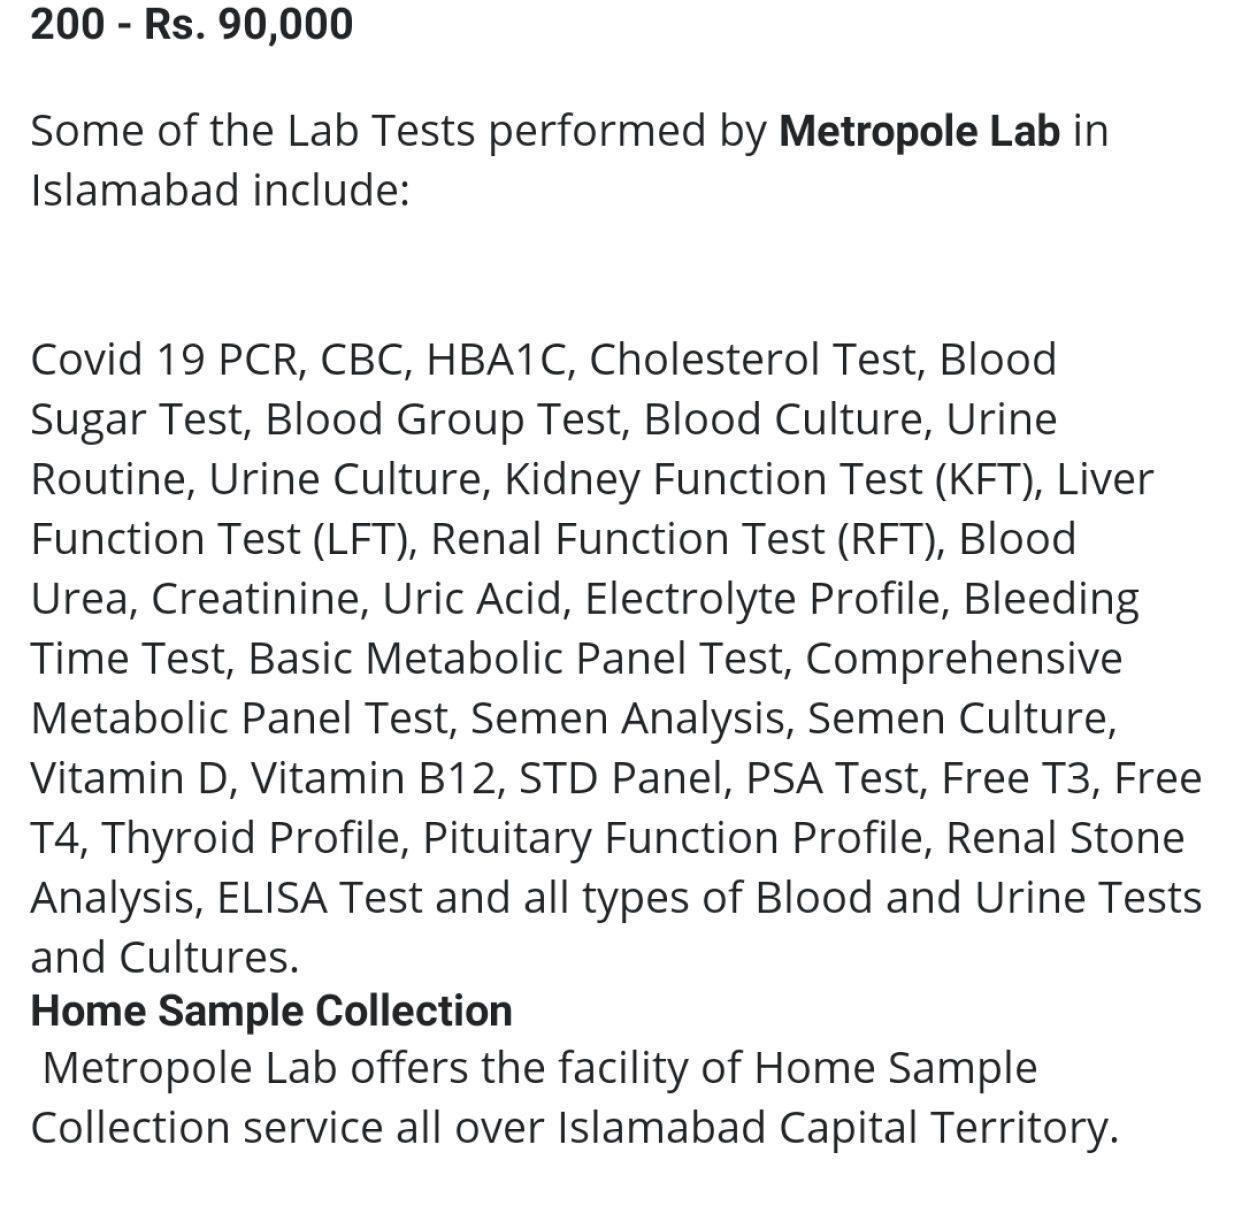 200 - Rs. 90,000
Some of the Lab Tests performed by Metropole Lab in
Islamabad include:
Covid 19 PCR, CBC, HBA1C, Cholesterol Test, Blood
Sugar Test, Blood Group Test, Blood Culture, Urine
Routine, Urine Culture, Kidney Function Test (KFT), Liver
Function Test (LFT), Renal Function Test (RFT), Blood
Urea, Creatinine, Uric Acid, Electrolyte Profile, Bleeding
Time Test, Basic Metabolic Panel Test, Comprehensive
Metabolic Panel Test, Semen Analysis, Semen Culture,
Vitamin D, Vitamin B12, STD Panel, PSA Test, Free T3, Free
T4, Thyroid Profile, Pituitary Function Profile, Renal Stone
Analysis, ELISA Test and all types of Blood and Urine Tests
and Cultures.
Home Sample Collection
Metropole Lab offers the facility of Home Sample
Collection service all over Islamabad Capital Territory.